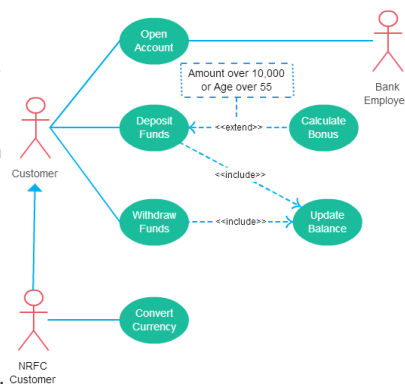 Open
Account
Amount over 10,000
or Age over 55
Bank
Employe
Deposit
Funds
<<extend>>
Calculate
Bonus
Customer
<<include>>
Withdraw
Funds
<<include>>
Update
Balance
Convert
Currency
NRFC
Customer